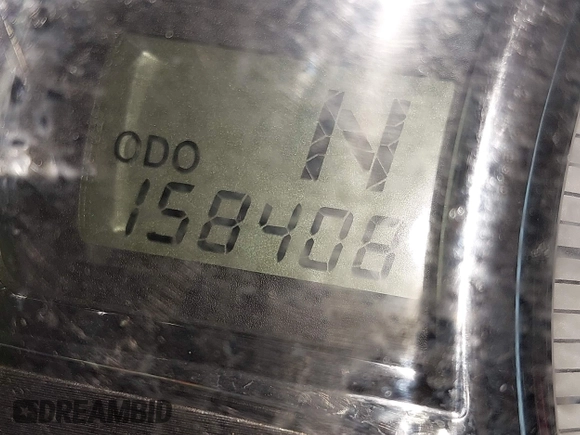 N
ODO
158408
DREAMBID